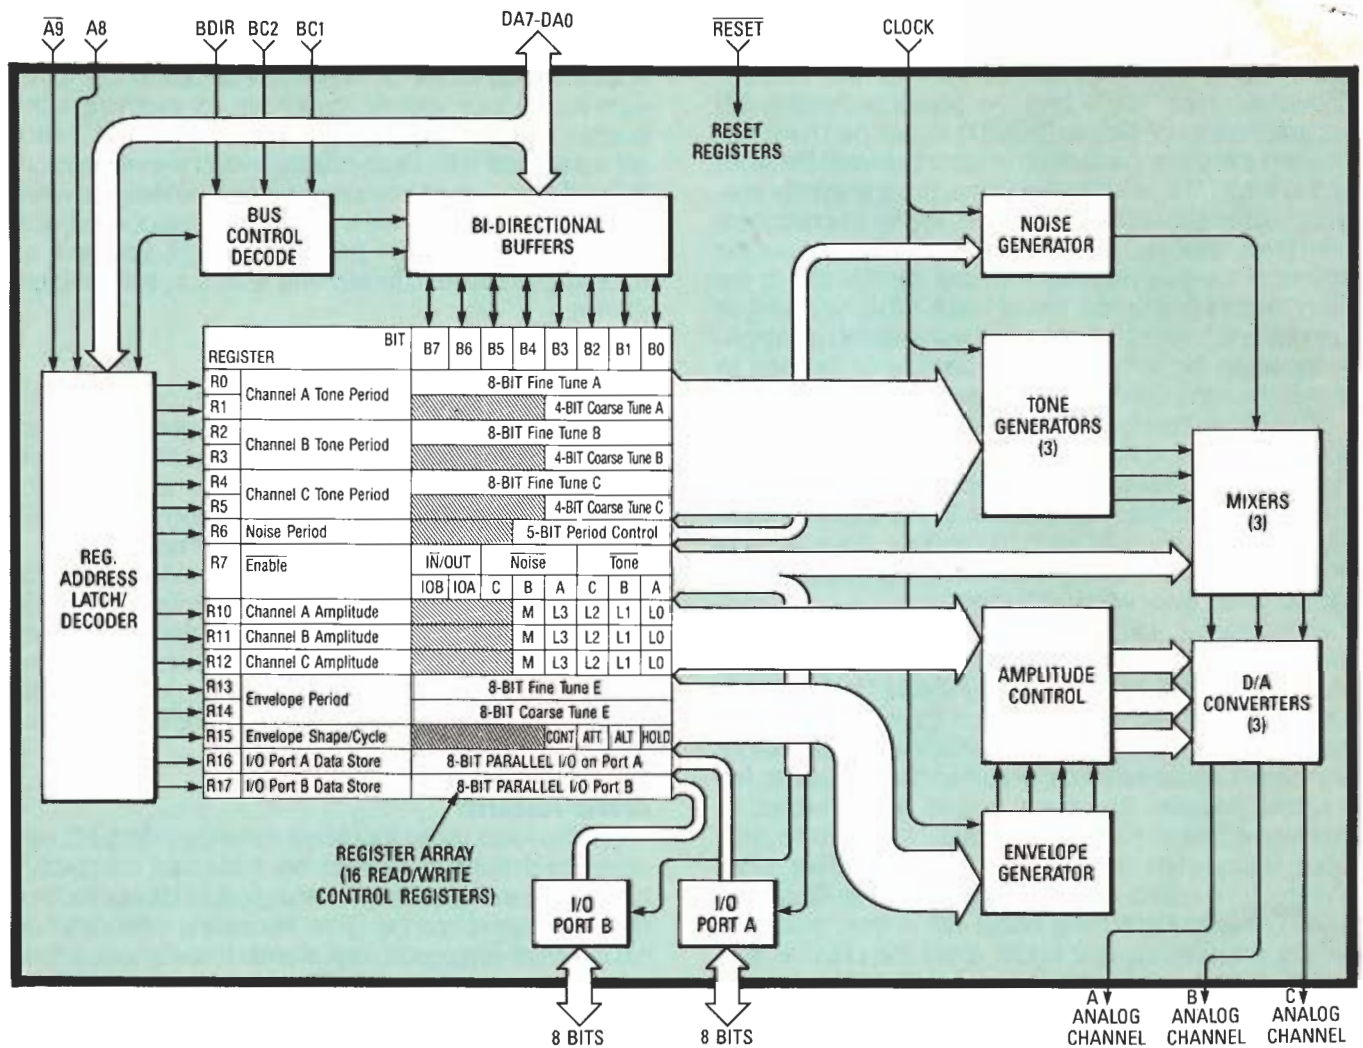 A9 A8 BDIR BC2 BC1 DA7-DA0 RESET CLOCK
RESET
REGISTERS
BUS
CONTROL
DECODE
BI-DIRECTIONAL
BUFFERS
NOISE
GENERATOR
REGISTER BIT B7 B6 B5 B4 B3 B2 B1 B0
R0 Channel A Tone Period 8-BIT Fine Tune A
R1 4-BIT Coarse Tune A
R2 Channel B Tone Period 8-BIT Fine Tune B
R3 4-BIT Coarse Tune B
R4 Channel C Tone Period 8-BIT Fine Tune C
R5 4-BIT Coarse Tune C
R6 Noise Period 5-BIT Period Control
R7 Enable IN/OUT Noise Tone
IOB IOA C B A C B A
R10 Channel A Amplitude M L3 L2 L1 L0
R11 Channel B Amplitude M L3 L2 L1 L0
R12 Channel C Amplitude M L3 L2 L1 L0
R13 Envelope Period 8-BIT Fine Tune E
R14 8-BIT Coarse Tune E
R15 Envelope Shape/Cycle CONT ATT ALT HOLD
R16 I/O Port A Data Store 8-BIT PARALLEL I/O on Port A
R17 I/O Port B Data Store 8-BIT PARALLEL I/O Port B
REG.
ADDRESS
LATCH/
DECODER
TONE
GENERATORS
(3)
MIXERS
(3)
AMPLITUDE
CONTROL
D/A
CONVERTERS
(3)
ENVELOPE
GENERATOR
REGISTER ARRAY
(16 READ/WRITE
CONTROL REGISTERS)
I/O
PORT B
I/O
PORT A
8 BITS
8 BITS
A
ANALOG
CHANNEL
B
ANALOG
CHANNEL
C
ANALOG
CHANNEL